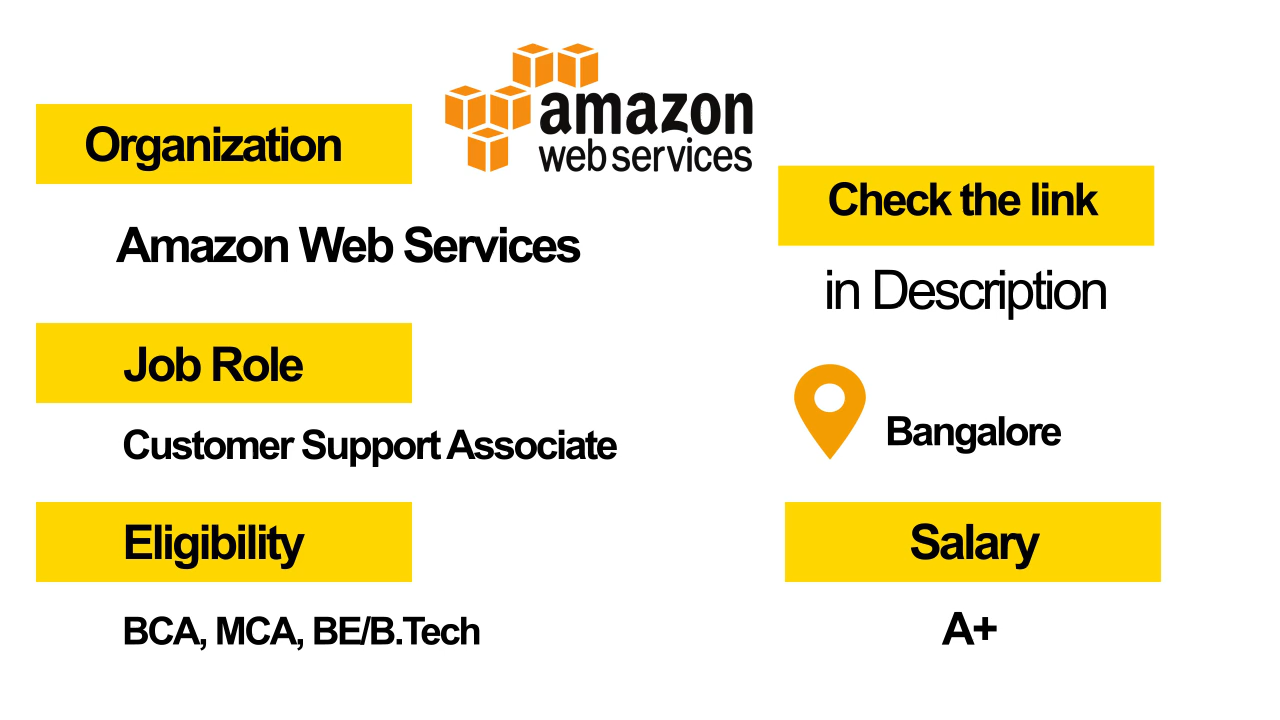 amazon
web services
Organization
Amazon Web Services
Job Role
Customer Support Associate
Eligibility
BCA, MCA, BE/B.Tech
Check the link
in Description
Bangalore
Salary
A+